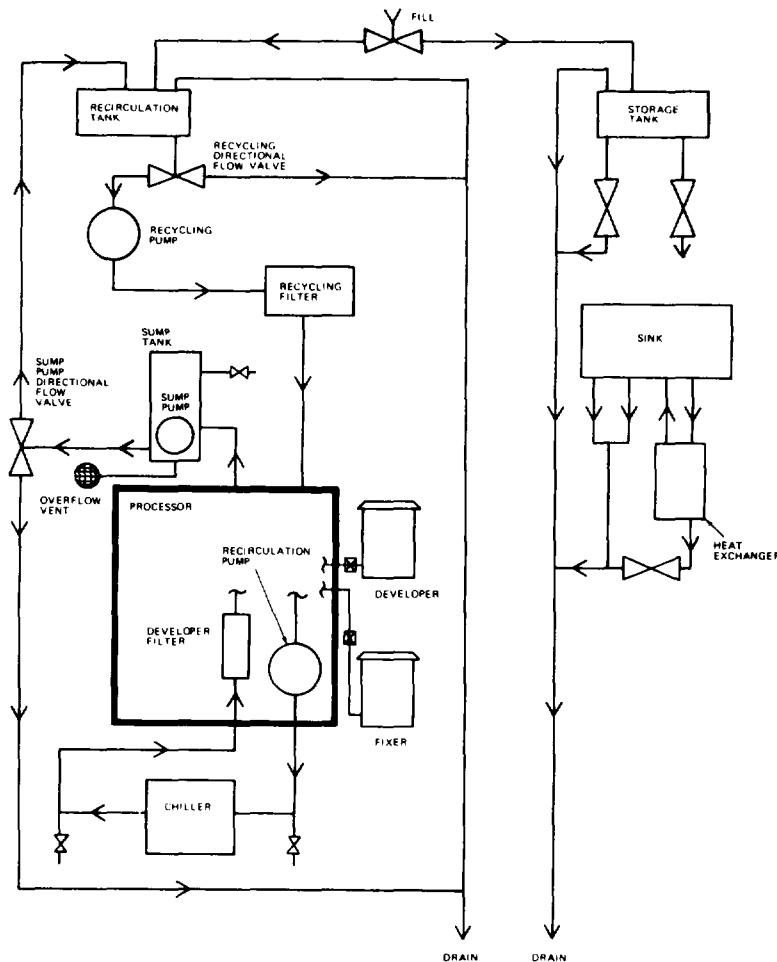 FILL
RECIRCULATION
TANK
STORAGE
TANK
RECYCLING
DIRECTIONAL
FLOW VALVE
RECYCLING
PUMP
RECYCLING
FILTER
SUMP
TANK
SUMP
PUMP
DIRECTIONAL
FLOW
VALVE
SUMP
PUMP
SINK
OVERFLOW
VENT
PROCESSOR
RECIRCULATION
PUMP
HEAT
EXCHANGER
DEVELOPER
DEVELOPER
FILTER
FIXER
CHILLER
DRAIN
DRAIN